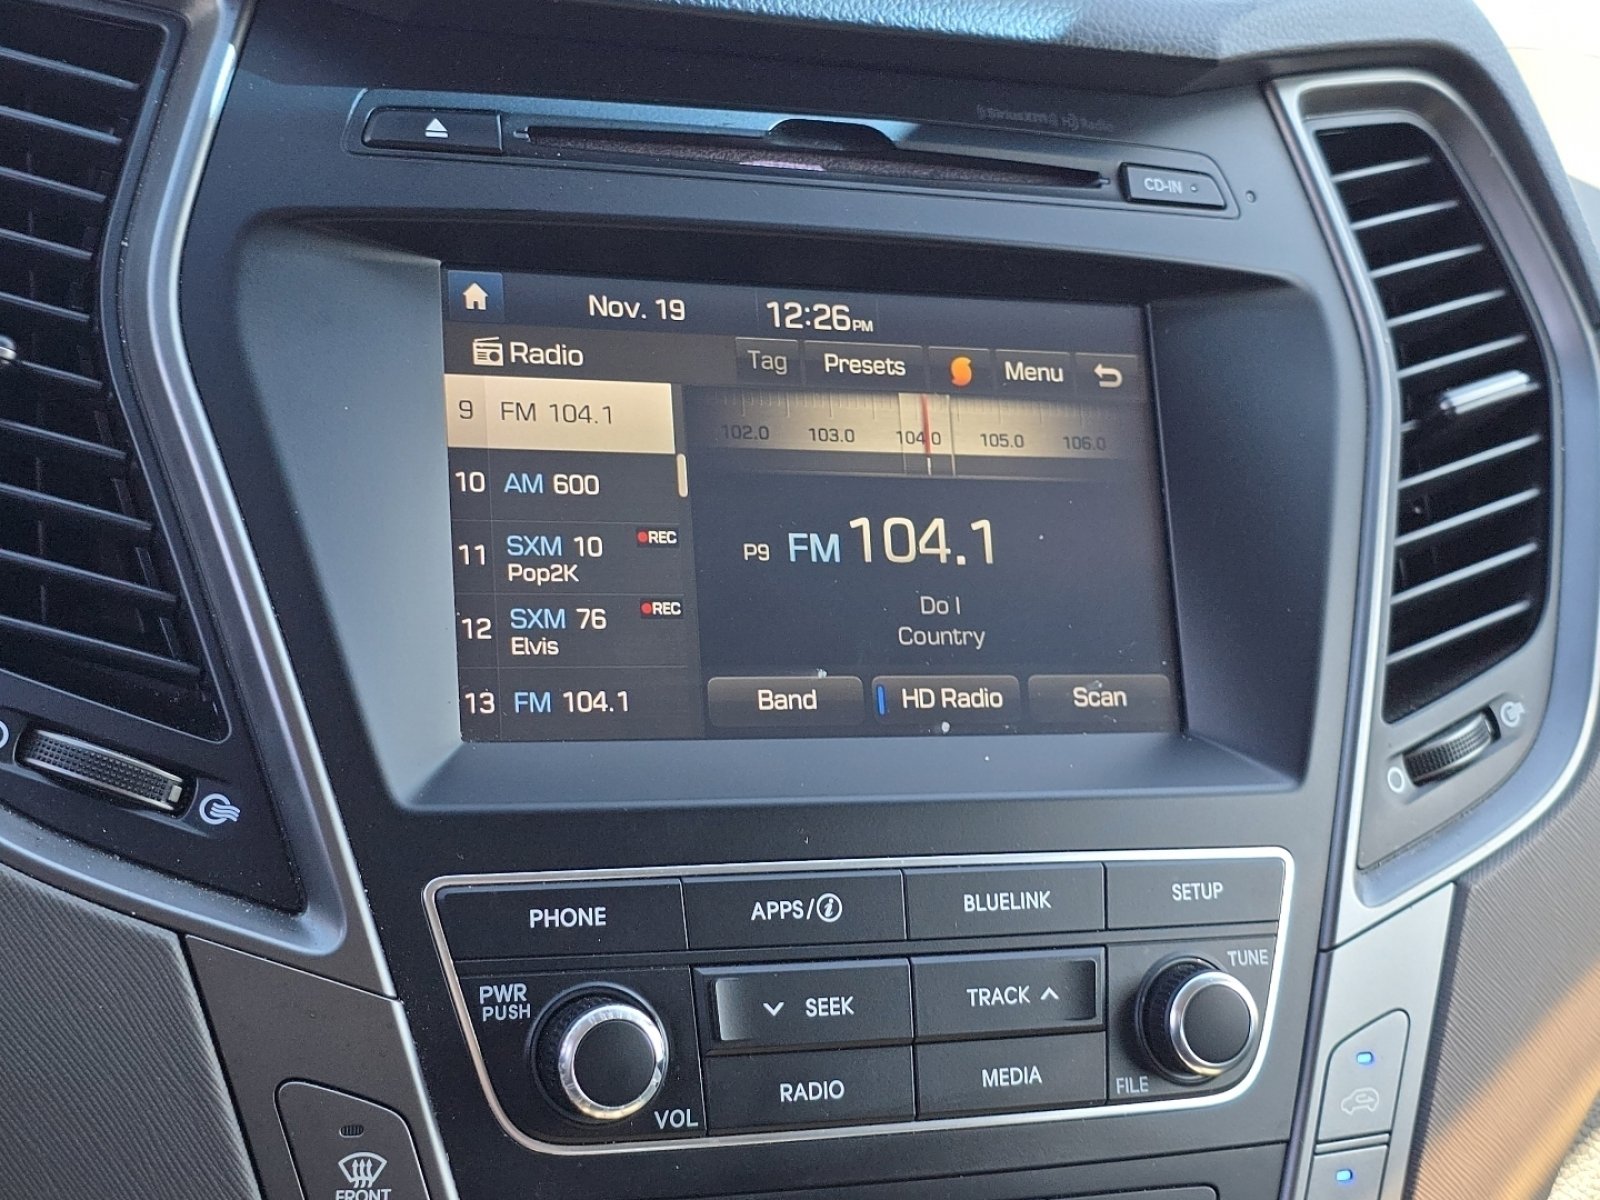 SiriusXM HD Radio
CD-IN
Nov. 19 12:26PM
Radio Tag Presets Menu
9 FM 104.1
10 AM 600
11 SXM 10 REC
Pop2K
12 SXM 76 REC
Elvis
13 FM 104.1
102.0 103.0 104.0 105.0 106.0
P9 FM 104.1
Do I
Country
Band HD Radio Scan
PHONE APPS/i BLUELINK SETUP
PWR
PUSH
VOL
SEEK TRACK
RADIO MEDIA
TUNE
FILE
FRONT